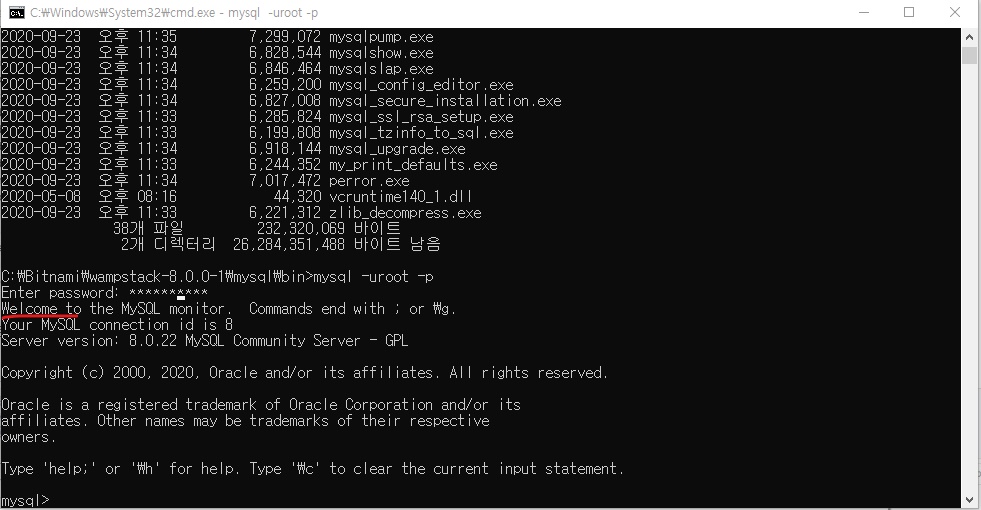 C:₩Windows₩System32₩cmd.exe - mysql  -uroot -p
2020-09-23  오후 11:35         7,299,072 mysqlpump.exe
2020-09-23  오후 11:34         6,828,544 mysqlshow.exe
2020-09-23  오후 11:34         6,846,464 mysqlslap.exe
2020-09-23  오후 11:34         6,259,200 mysql_config_editor.exe
2020-09-23  오후 11:34         6,827,008 mysql_secure_installation.exe
2020-09-23  오후 11:33         6,285,824 mysql_ssl_rsa_setup.exe
2020-09-23  오후 11:33         6,199,808 mysql_tzinfo_to_sql.exe
2020-09-23  오후 11:34         6,918,144 mysql_upgrade.exe
2020-09-23  오후 11:33         6,244,352 my_print_defaults.exe
2020-09-23  오후 11:34         7,017,472 perror.exe
2020-05-08  오후 08:16            44,320 vcruntime140_1.dll
2020-09-23  오후 11:33         6,221,312 zlib_decompress.exe
38개 파일         232,320,069 바이트
2개 디렉터리  26,284,351,488 바이트 남음
C:₩Bitnami₩wampstack-8.0.0-1₩mysql₩bin>mysql -uroot -p
Enter password: **********
Welcome to the MySQL monitor.  Commands end with ; or ₩g.
Your MySQL connection id is 8
Server version: 8.0.22 MySQL Community Server - GPL
Copyright (c) 2000, 2020, Oracle and/or its affiliates. All rights reserved.
Oracle is a registered trademark of Oracle Corporation and/or its
affiliates. Other names may be trademarks of their respective
owners.
Type 'help;' or '₩h' for help. Type '₩c' to clear the current input statement.
mysql>